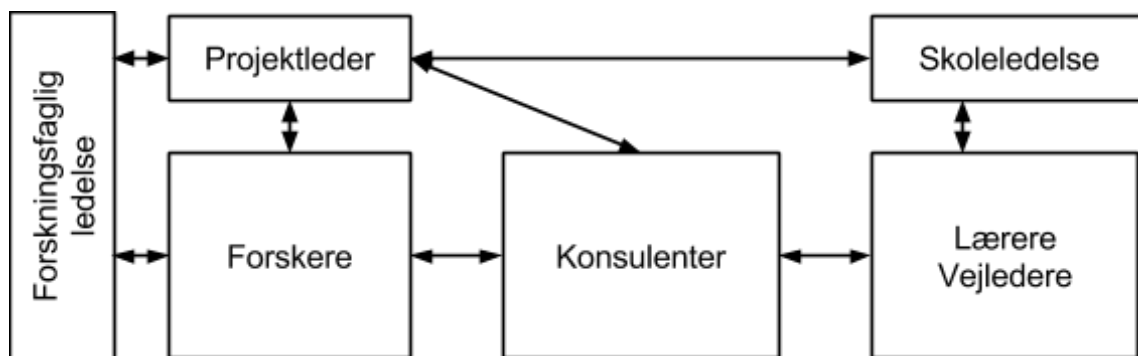 Forskningsfaglig
ledelse
Projektleder
Skoleledelse
Forskere
Konsulenter
Lærere
Vejledere